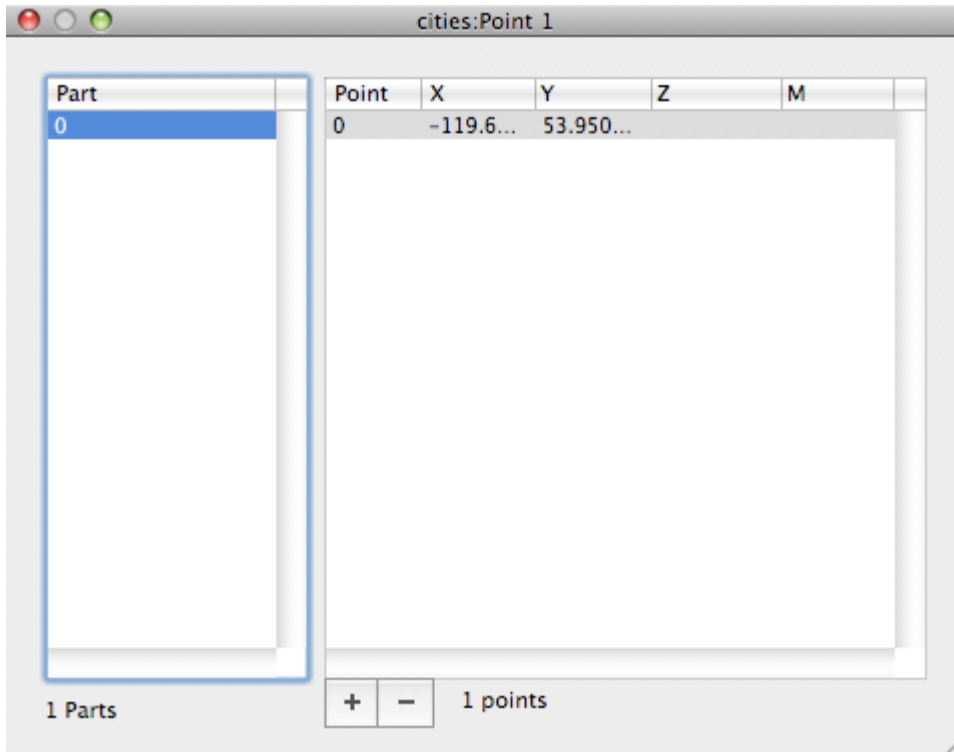 cities:Point 1
Part
0
Point X Y Z M
0 -119.6... 53.950...
1 Parts
+ - 1 points